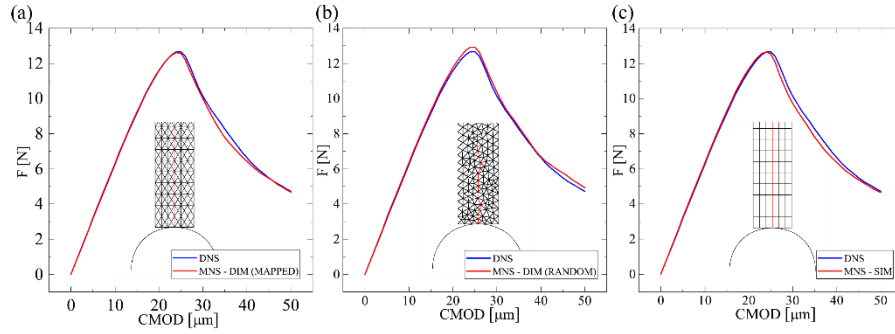 (a)
14
12
10
8
6
4
2
0
F [N]
0 10 20 30 40 50
CMOD [μm]
DNS
MNS - DIM (MAPPED)
(b)
14
12
10
8
6
4
2
0
F [N]
0 10 20 30 40 50
CMOD [μm]
DNS
MNS - DIM (RANDOM)
(c)
14
12
10
8
6
4
2
0
F [N]
0 10 20 30 40 50
CMOD [μm]
DNS
MNS - SIM